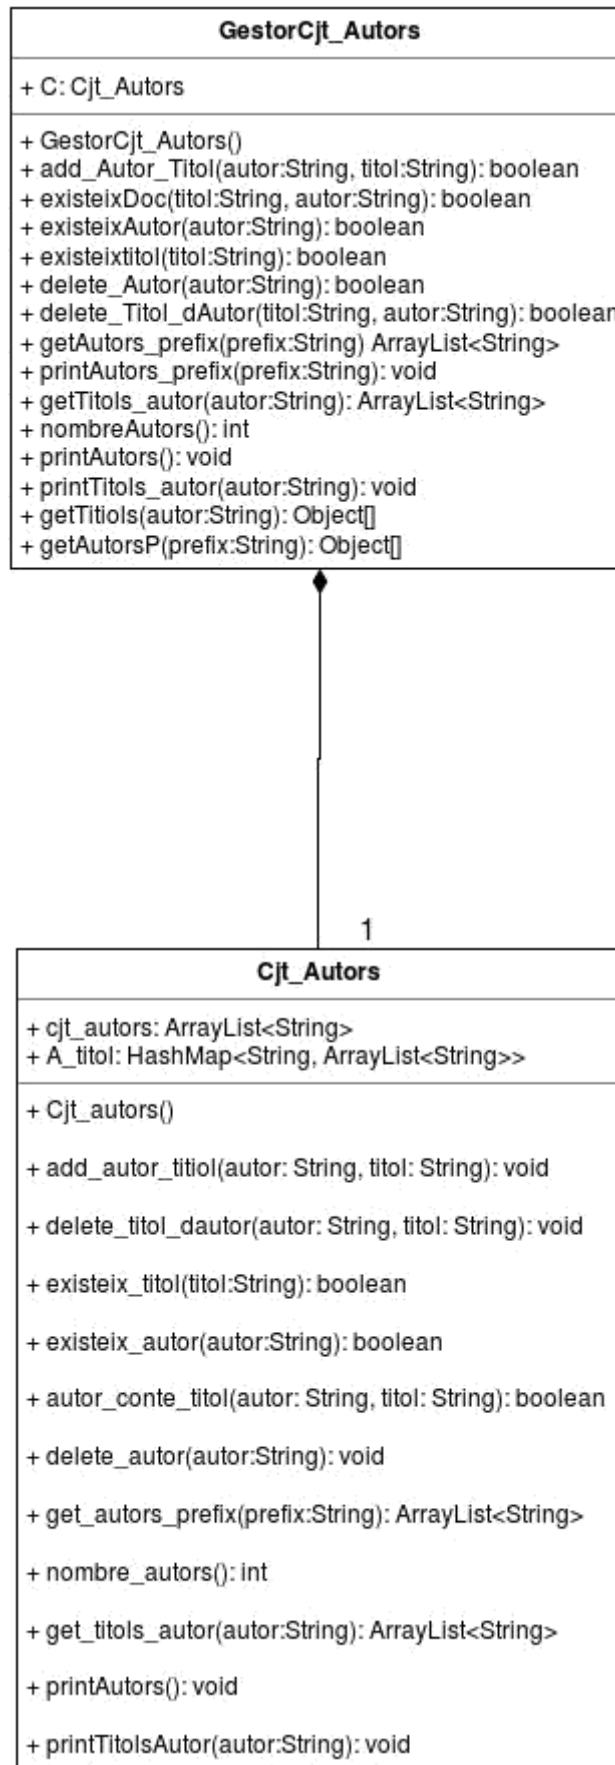 GestorCjt_Autors
+ C: Cjt_Autors
+ GestorCjt_Autors()
+ add_Autor_Titol(autor:String, titol:String): boolean
+ existeixDoc(titol:String, autor:String): boolean
+ existeixAutor(autor:String): boolean
+ existeixtitol(titol:String): boolean
+ delete_Autor(autor:String): boolean
+ delete_Titol_dAutor(titol:String, autor:String): boolean
+ getAutors_prefix(prefix:String) ArrayList<String>
+ printAutors_prefix(prefix:String): void
+ getTitols_autor(autor:String): ArrayList<String>
+ nombreAutors(): int
+ printAutors(): void
+ printTitols_autor(autor:String): void
+ getTitiols(autor:String): Object[]
+ getAutorsP(prefix:String): Object[]
1
Cjt_Autors
+ cjt_autors: ArrayList<String>
+ A_titol: HashMap<String, ArrayList<String>>
+ Cjt_autors()
+ add_autor_titiol(autor: String, titol: String): void
+ delete_titol_dautor(autor: String, titol: String): void
+ existeix_titol(titol:String): boolean
+ existeix_autor(autor:String): boolean
+ autor_conte_titol(autor: String, titol: String): boolean
+ delete_autor(autor:String): void
+ get_autors_prefix(prefix:String): ArrayList<String>
+ nombre_autors(): int
+ get_titols_autor(autor:String): ArrayList<String>
+ printAutors(): void
+ printTitolsAutor(autor:String): void